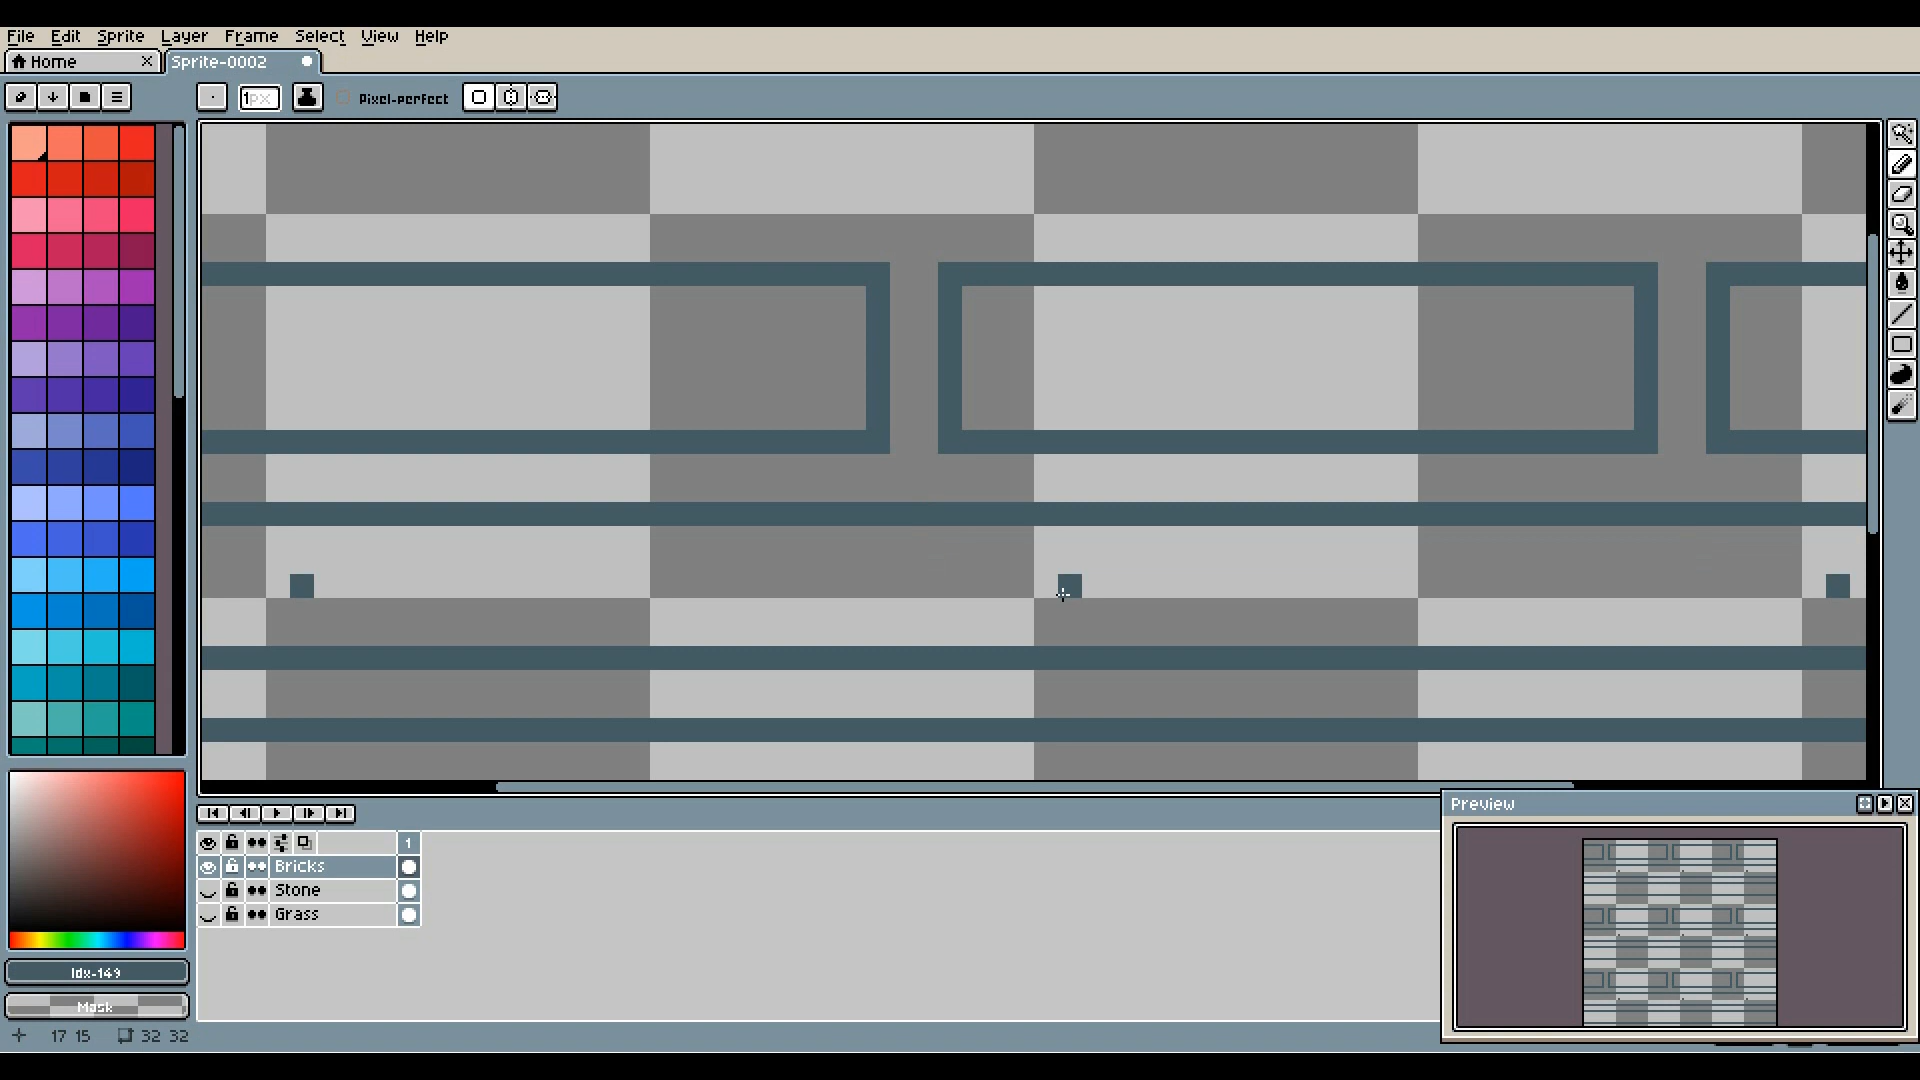 File Edit Sprite Layer Frame Select View Help
Home Sprite-0002
1px Pixel-perfect
1
Bricks
Stone
Grass
Preview
Idx-149
Mask
17 15 32 32